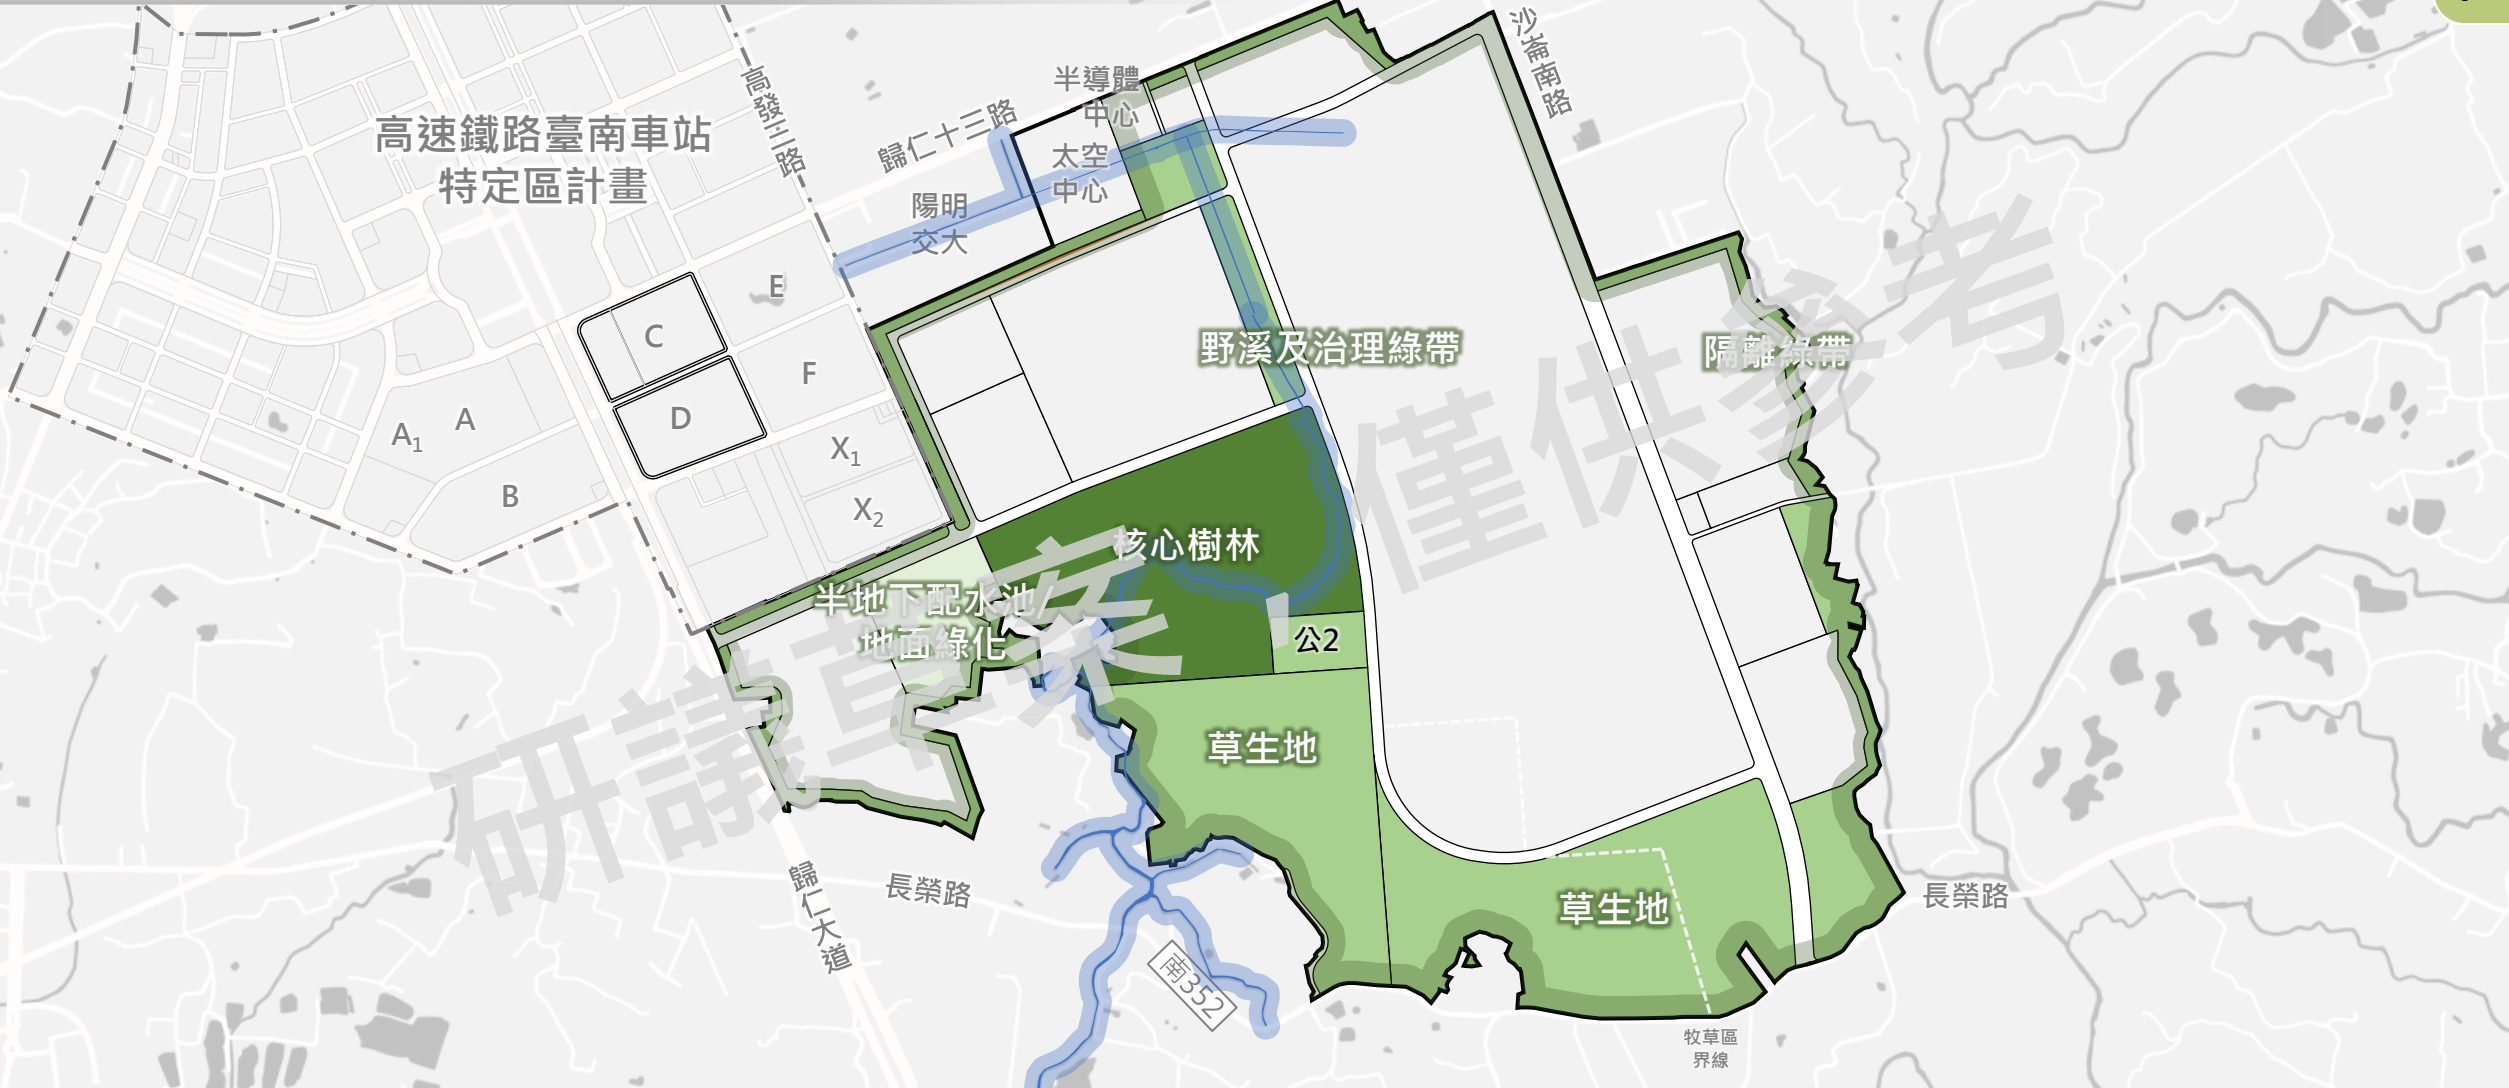 沙崙南路
高發三路
半導體
中心
歸仁十三路
高速鐵路臺南車站
特定區計畫
太空
中心
陽明
交大
E
C
野溪及治理綠帶
隔離綠帶
F
D
A
A1
X1
B
X2
核心樹林
半地下配水池/
地面綠化
公2
草生地
草生地
歸仁大道
長榮路
長榮路
南352
牧草區
界線
研議草案，僅供參考